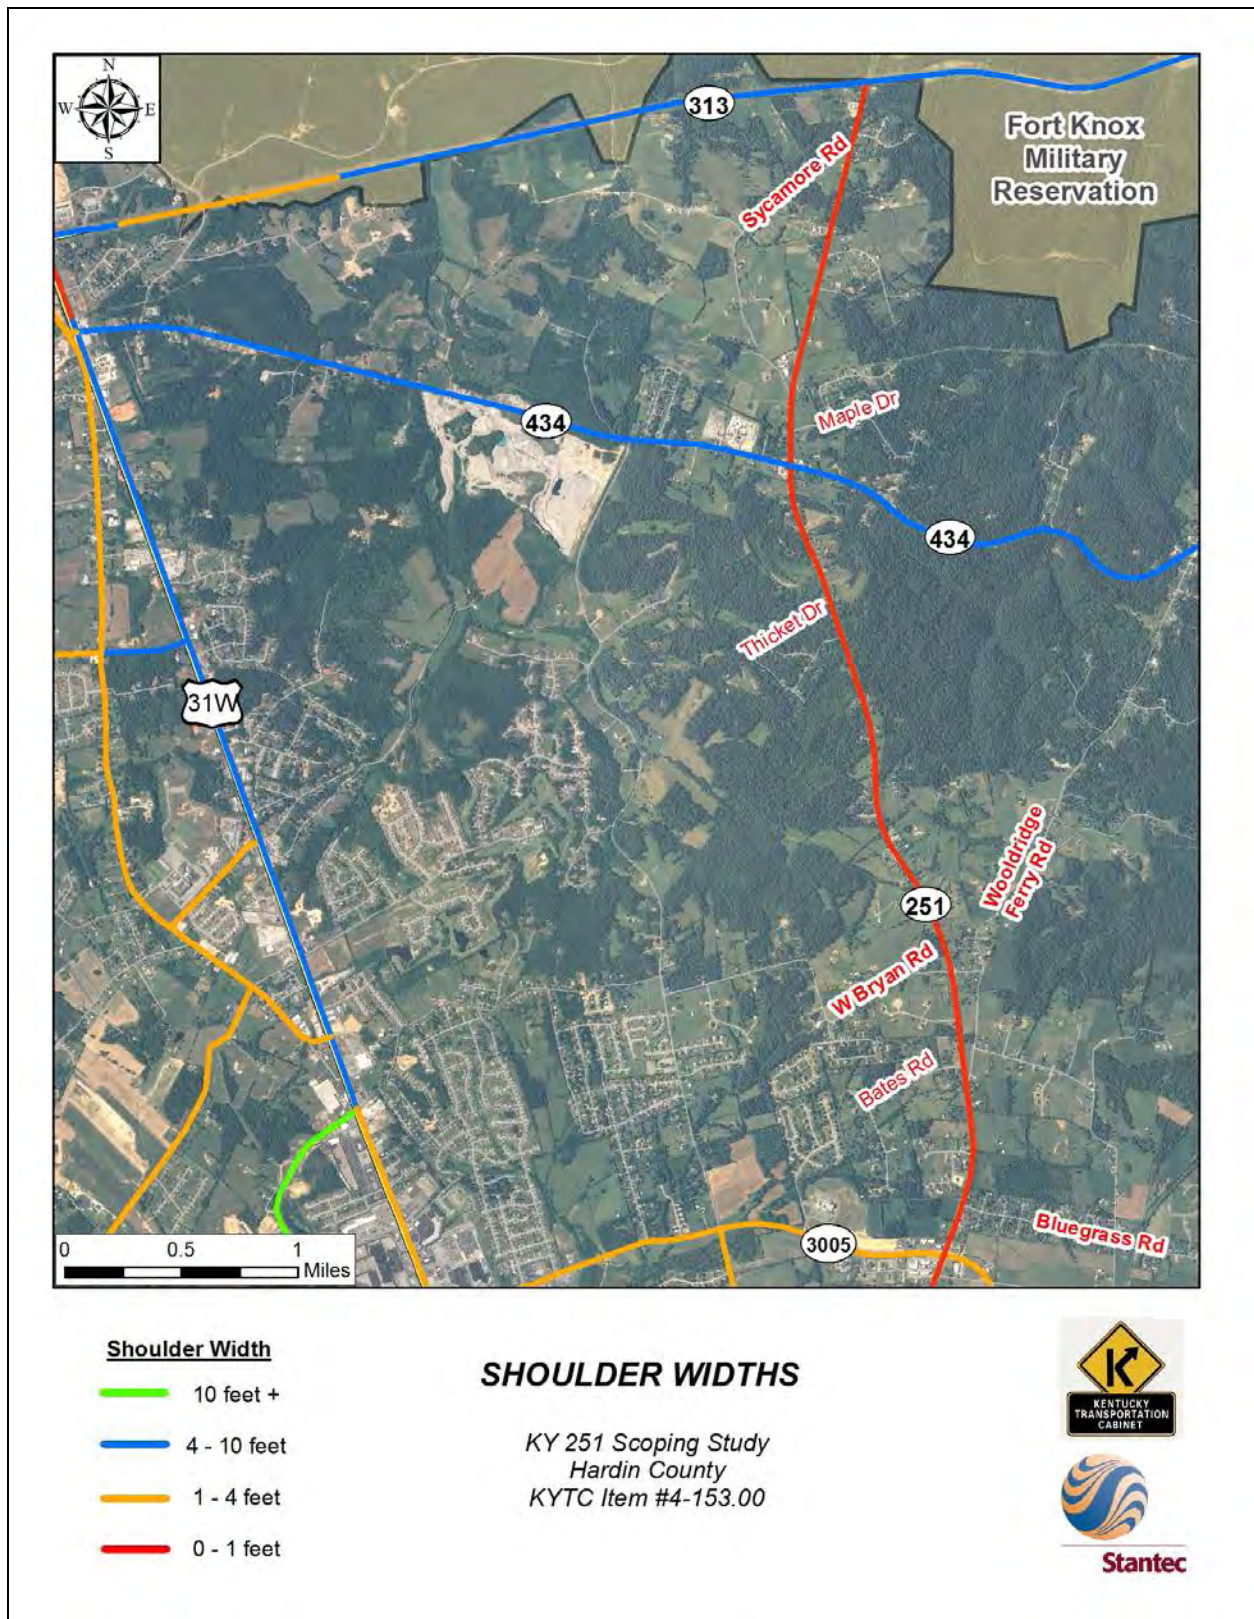 N
W
E
S
313
Fort Knox
Military
Reservation
Sycamore Rd
Maple Dr
434
434
Thicket Dr
31W
Wooldridge
Ferry Rd
251
W Bryan Rd
Bates Rd
Bluegrass Rd
3005
0 0.5 1
Miles
Shoulder Width
10 feet +
4 - 10 feet
1 - 4 feet
0 - 1 feet
SHOULDER WIDTHS
KY 251 Scoping Study
Hardin County
KYTC Item #4-153.00
K
KENTUCKY
TRANSPORTATION
CABINET
Stantec